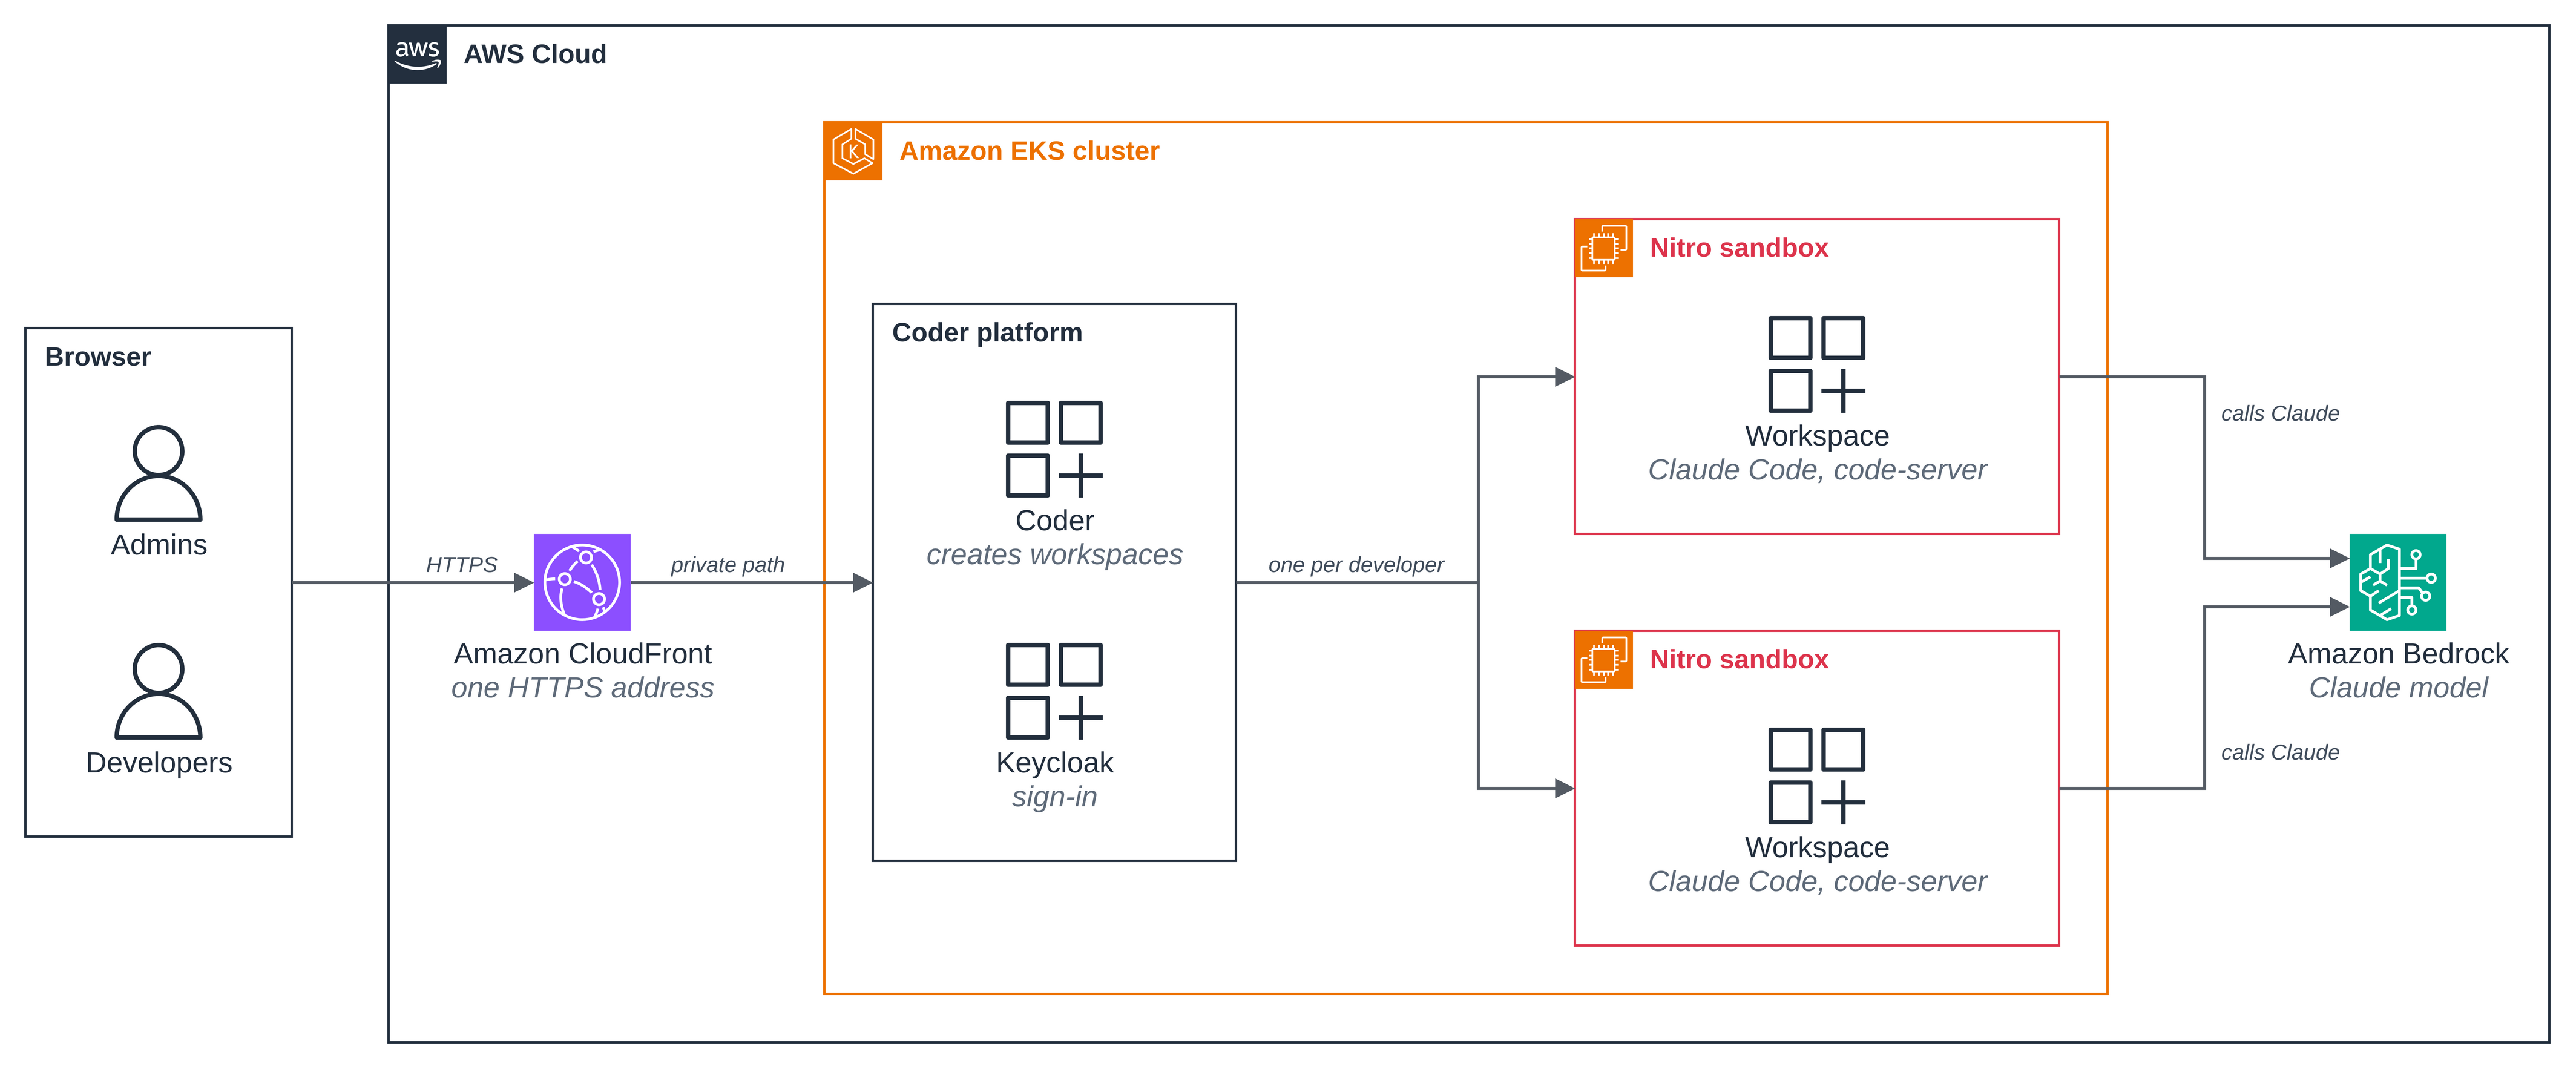 aws
AWS Cloud
Amazon EKS cluster
Nitro sandbox
Workspace
Claude Code, code-server
Browser
Admins
Developers
HTTPS
Amazon CloudFront
one HTTPS address
private path
Coder platform
Coder
creates workspaces
Keycloak
sign-in
one per developer
Nitro sandbox
Workspace
Claude Code, code-server
calls Claude
calls Claude
Amazon Bedrock
Claude model
K